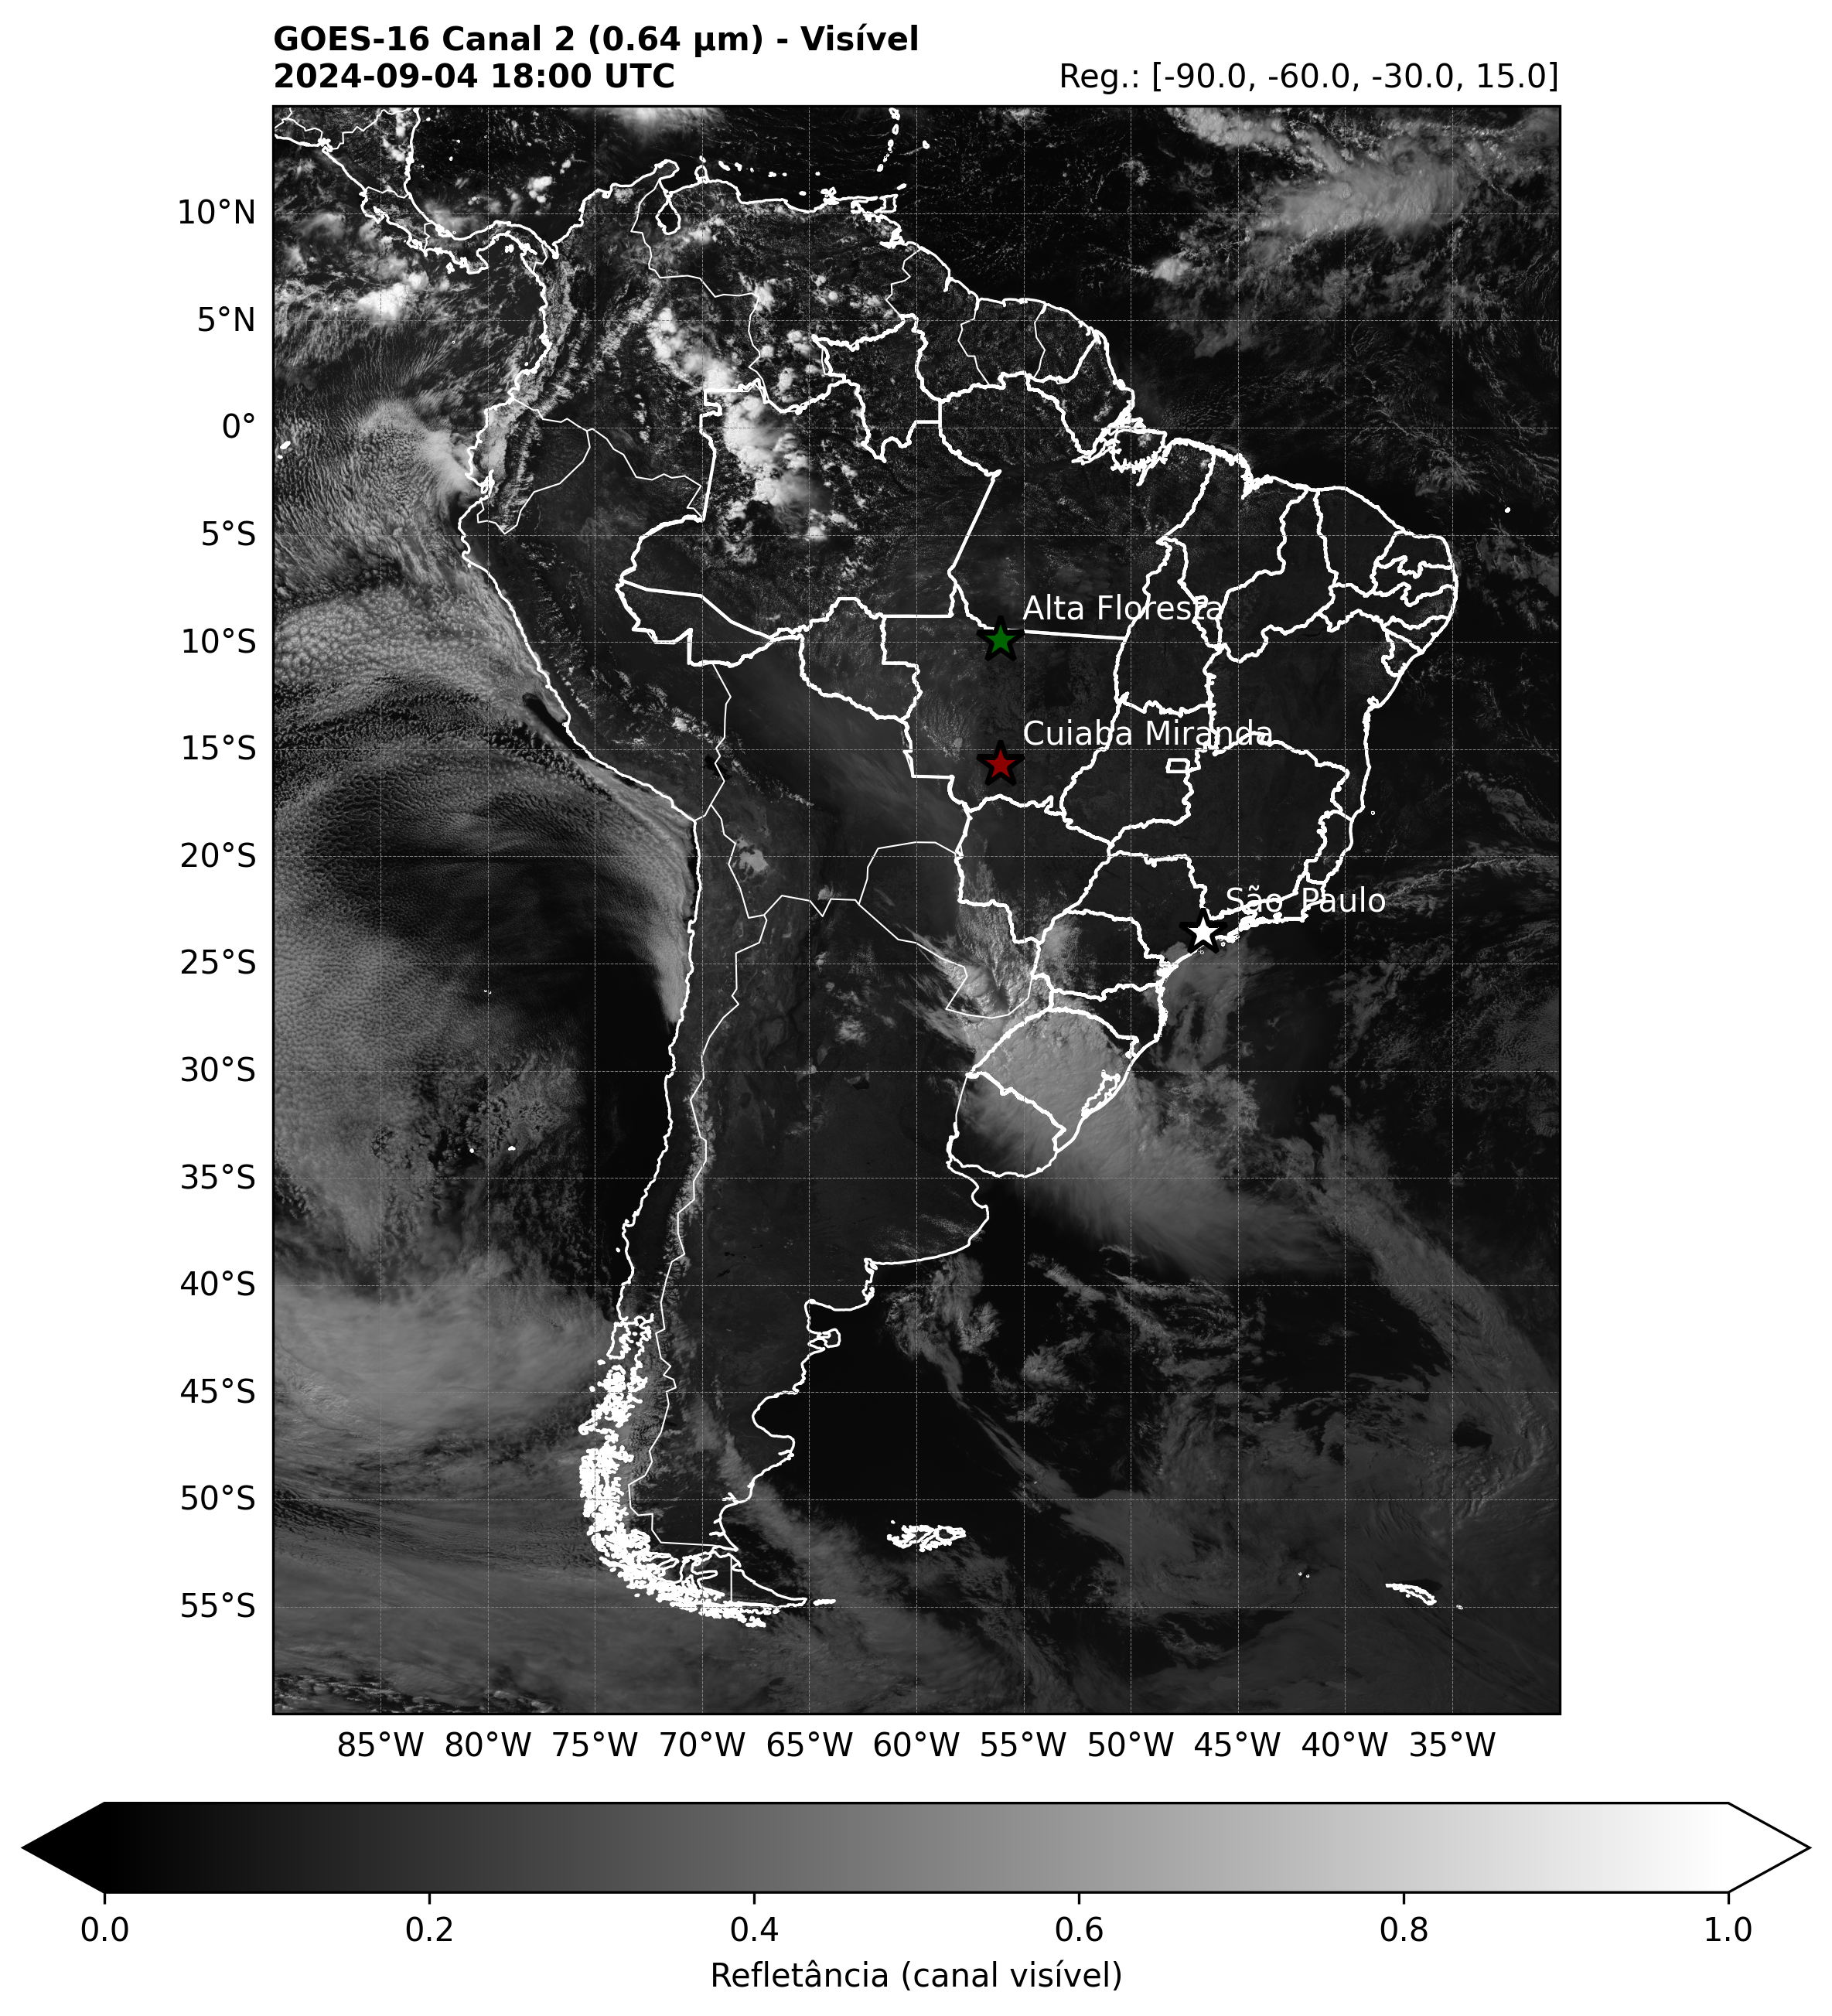 GOES-16 Canal 2 (0.64 μm) - Visível
2024-09-04 18:00 UTC
Reg.: [-90.0, -60.0, -30.0, 15.0]
10°N
5°N
0°
5°S
10°S
15°S
20°S
25°S
30°S
35°S
40°S
45°S
50°S
55°S
Alta Floresta
Cuiaba Miranda
São Paulo
85°W 80°W 75°W 70°W 65°W 60°W 55°W 50°W 45°W 40°W 35°W
0.0 0.2 0.4 0.6 0.8 1.0
Refletância (canal visível)